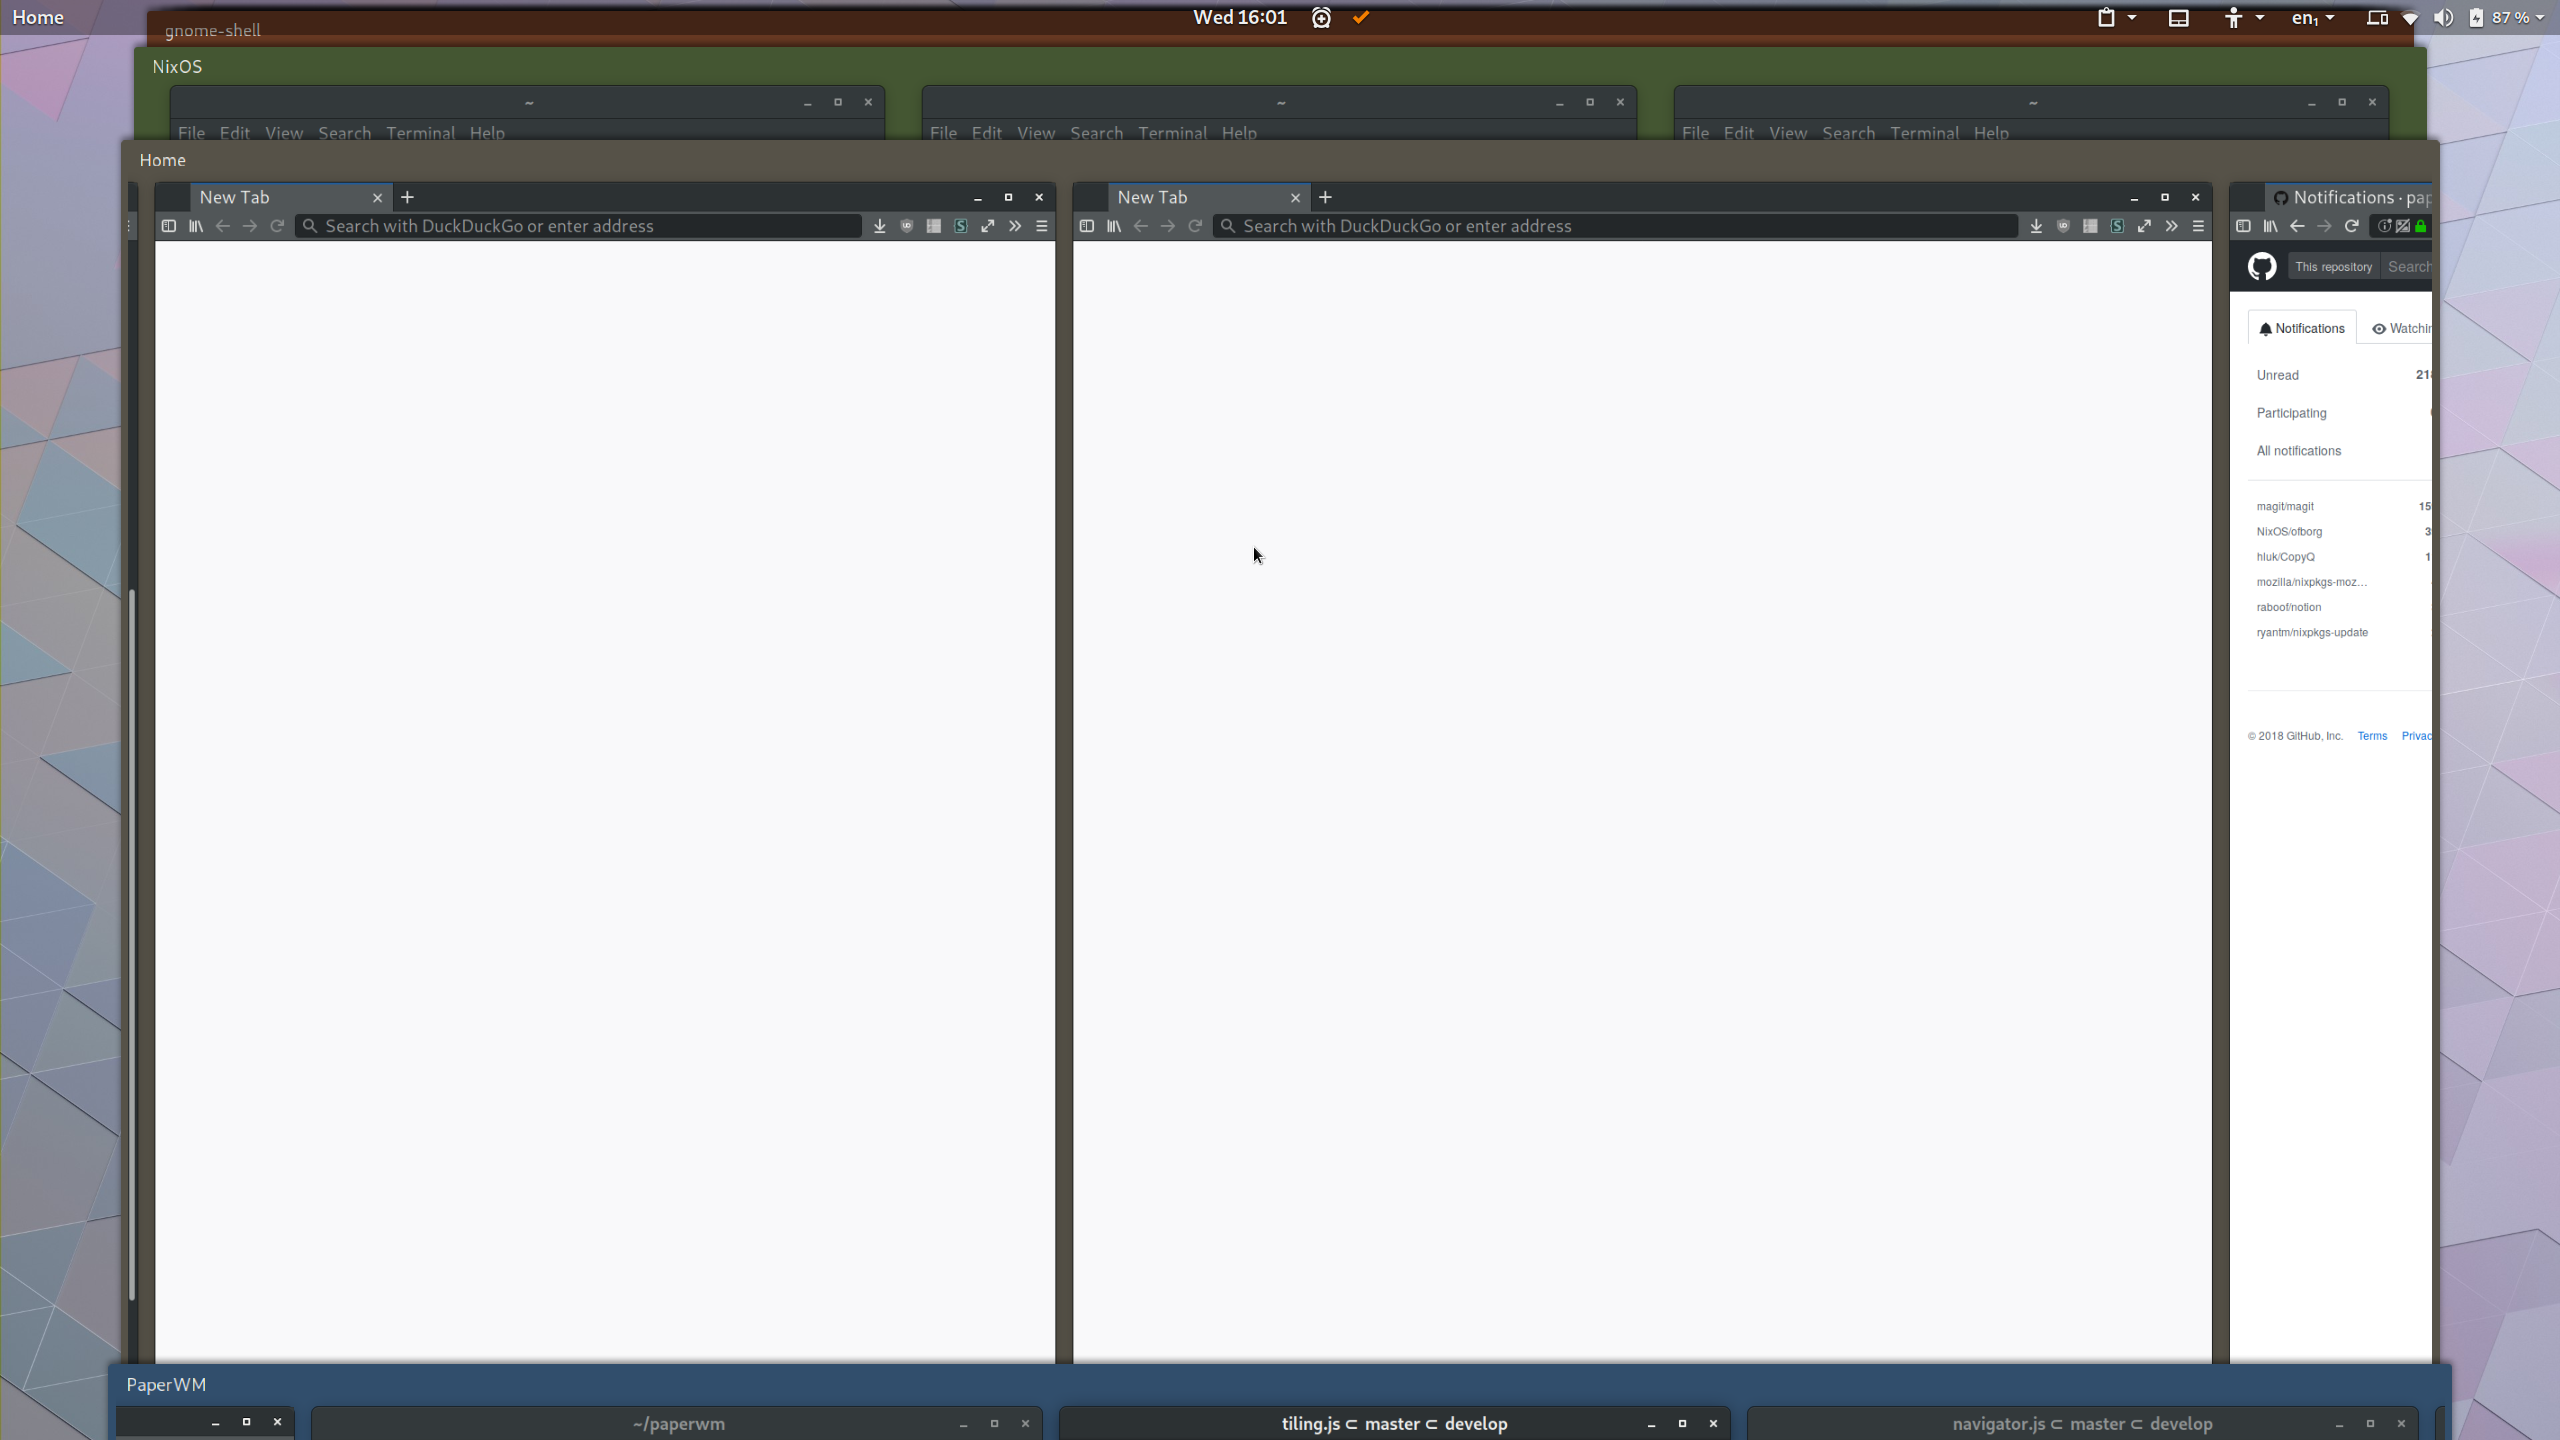 Home
Wed 16:01
en₁
87 %
gnome-shell
NixOS
~
~
~
File Edit View Search Terminal Help
File Edit View Search Terminal Help
File Edit View Search Terminal Help
Home
New Tab
New Tab
Notifications · pap
Search with DuckDuckGo or enter address
Search with DuckDuckGo or enter address
This repository
Search
Notifications
Watchin
Unread 21
Participating
All notifications
magit/magit 15
NixOS/ofborg 3
hluk/CopyQ 1
mozilla/nixpkgs-moz…
raboof/notion
ryantm/nixpkgs-update
© 2018 GitHub, Inc. Terms Privac
PaperWM
~/paperwm
tiling.js ⊂ master ⊂ develop
navigator.js ⊂ master ⊂ develop